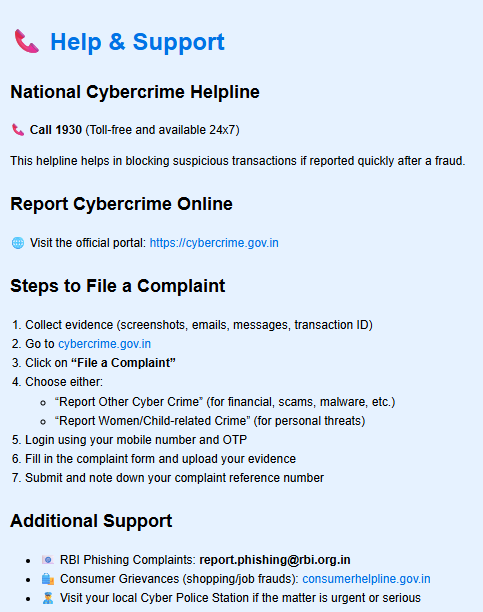 Help & Support
National Cybercrime Helpline
Call 1930 (Toll-free and available 24x7)
This helpline helps in blocking suspicious transactions if reported quickly after a fraud.
Report Cybercrime Online
Visit the official portal: https://cybercrime.gov.in
Steps to File a Complaint
1. Collect evidence (screenshots, emails, messages, transaction ID)
2. Go to cybercrime.gov.in
3. Click on “File a Complaint”
4. Choose either:
“Report Other Cyber Crime” (for financial, scams, malware, etc.)
“Report Women/Child-related Crime” (for personal threats)
5. Login using your mobile number and OTP
6. Fill in the complaint form and upload your evidence
7. Submit and note down your complaint reference number
Additional Support
RBI Phishing Complaints: report.phishing@rbi.org.in
Consumer Grievances (shopping/job frauds): consumerhelpline.gov.in
Visit your local Cyber Police Station if the matter is urgent or serious